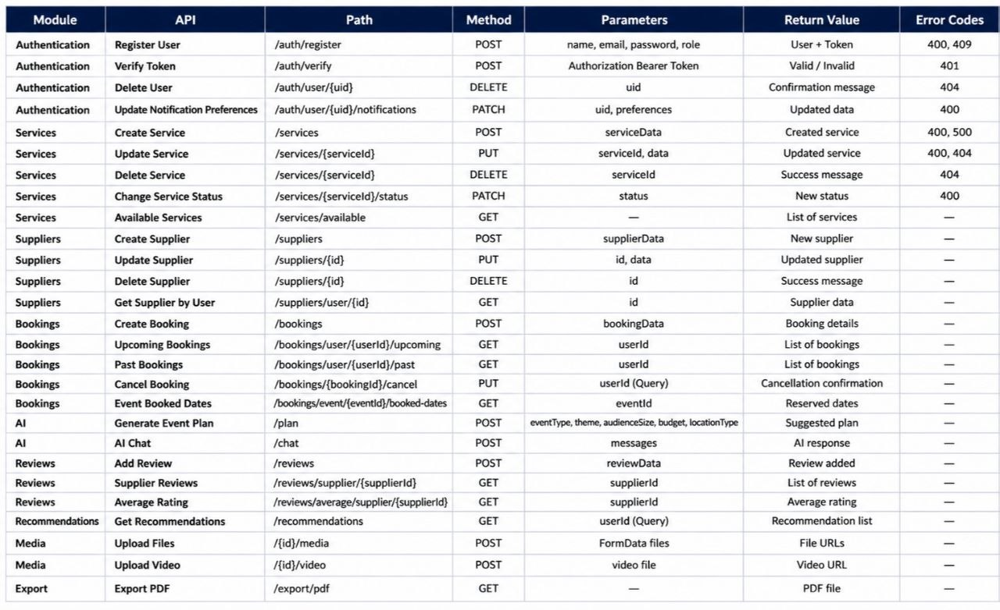 Module API Path Method Parameters Return Value Error Codes
Authentication Register User /auth/register POST name, email, password, role User + Token 400, 409
Authentication Verify Token /auth/verify POST Authorization Bearer Token Valid / Invalid 401
Authentication Delete User /auth/user/{uid} DELETE uid Confirmation message 404
Authentication Update Notification Preferences /auth/user/{uid}/notifications PATCH uid, preferences Updated data 400
Services Create Service /services POST serviceData Created service 400, 500
Services Update Service /services/{serviceId} PUT serviceId, data Updated service 400, 404
Services Delete Service /services/{serviceId} DELETE serviceId Success message 404
Services Change Service Status /services/{serviceId}/status PATCH status New status 400
Services Available Services /services/available GET — List of services —
Suppliers Create Supplier /suppliers POST supplierData New supplier —
Suppliers Update Supplier /suppliers/{id} PUT id, data Updated supplier —
Suppliers Delete Supplier /suppliers/{id} DELETE id Success message —
Suppliers Get Supplier by User /suppliers/user/{id} GET id Supplier data —
Bookings Create Booking /bookings POST bookingData Booking details —
Bookings Upcoming Bookings /bookings/user/{userId}/upcoming GET userId List of bookings —
Bookings Past Bookings /bookings/user/{userId}/past GET userId List of bookings —
Bookings Cancel Booking /bookings/{bookingId}/cancel PUT userId (Query) Cancellation confirmation —
Bookings Event Booked Dates /bookings/event/{eventId}/booked-dates GET eventId Reserved dates —
AI Generate Event Plan /plan POST eventType, theme, audienceSize, budget, locationType Suggested plan —
AI AI Chat /chat POST messages AI response —
Reviews Add Review /reviews POST reviewData Review added —
Reviews Supplier Reviews /reviews/supplier/{supplierId} GET supplierId List of reviews —
Reviews Average Rating /reviews/average/supplier/{supplierId} GET supplierId Average rating —
Recommendations Get Recommendations /recommendations GET userId (Query) Recommendation list —
Media Upload Files /{id}/media POST FormData files File URLs —
Media Upload Video /{id}/video POST video file Video URL —
Export Export PDF /export/pdf GET — PDF file —